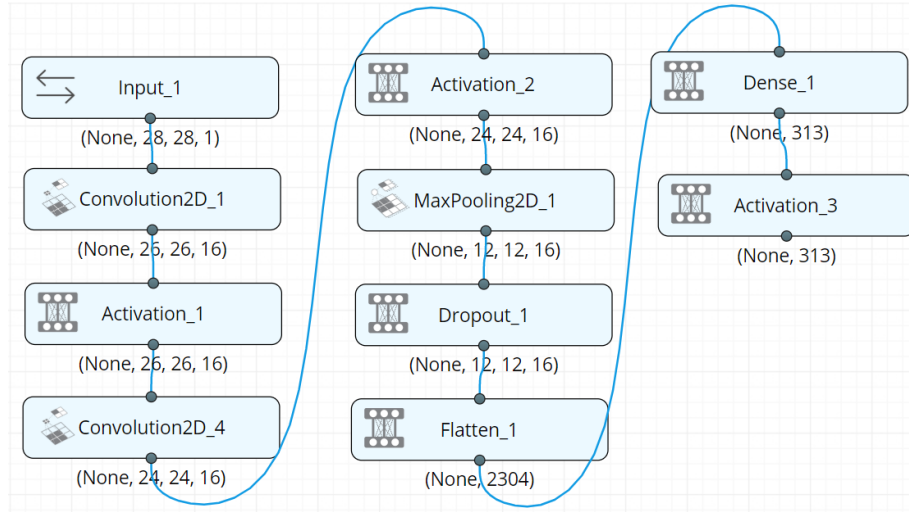 Input_1
(None, 28, 28, 1)
Convolution2D_1
(None, 26, 26, 16)
Activation_1
(None, 26, 26, 16)
Convolution2D_4
(None, 24, 24, 16)
Activation_2
(None, 24, 24, 16)
MaxPooling2D_1
(None, 12, 12, 16)
Dropout_1
(None, 12, 12, 16)
Flatten_1
(None, 2304)
Dense_1
(None, 313)
Activation_3
(None, 313)